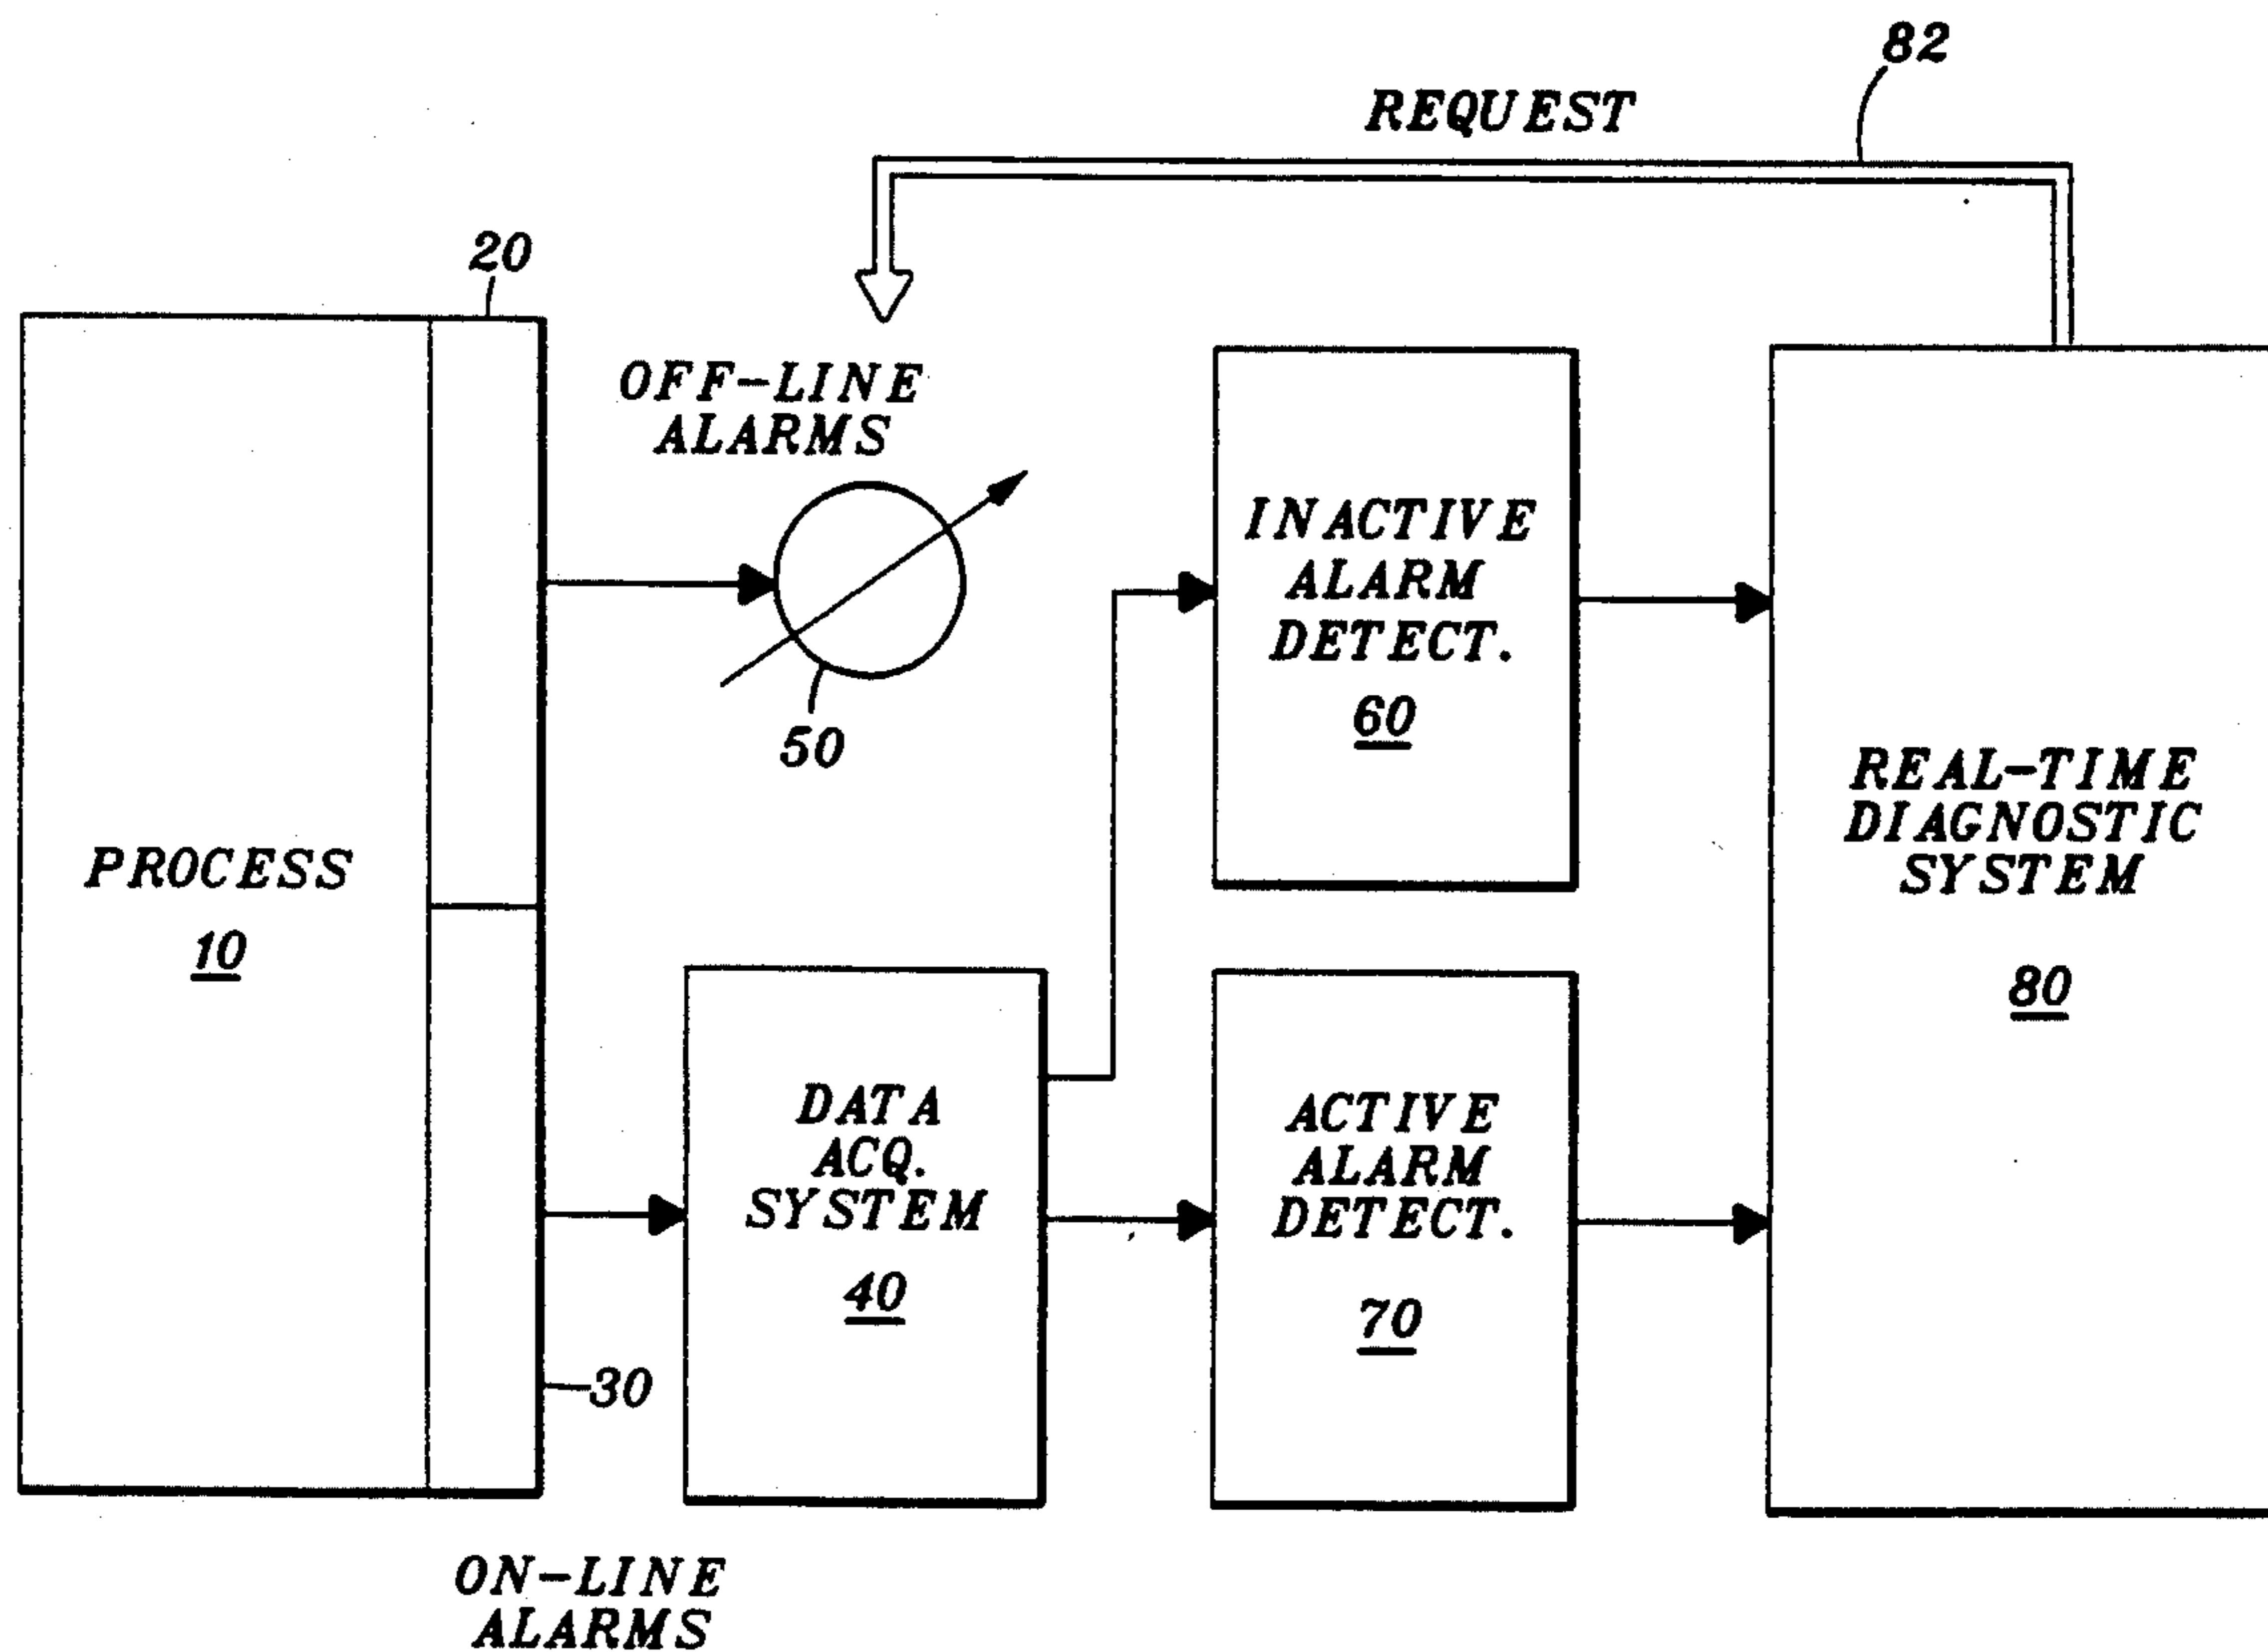 82
REQUEST
20
OFF-LINE
ALARMS
50
PROCESS
10
INACTIVE
ALARM
DETECT.
60
REAL-TIME
DIAGNOSTIC
SYSTEM
80
DATA
ACQ.
SYSTEM
40
ACTIVE
ALARM
DETECT.
70
30
ON-LINE
ALARMS